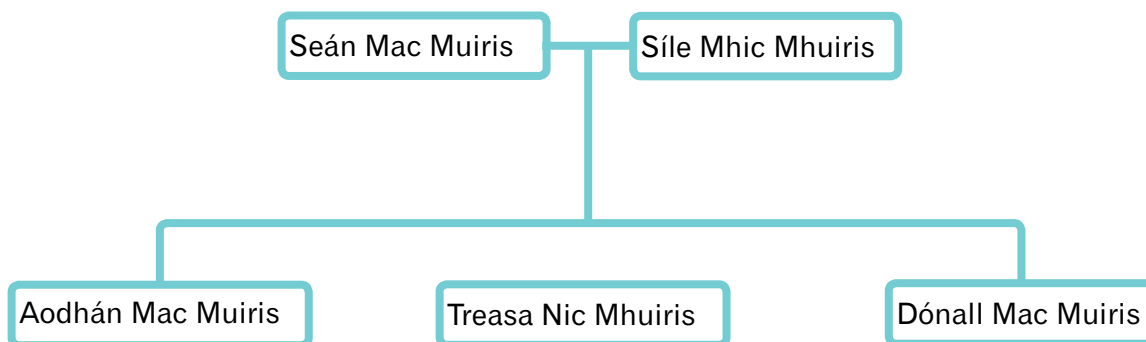 Seán Mac Muiris
Síle Mhic Mhuiris
Aodhán Mac Muiris
Treasa Nic Mhuiris
Dónall Mac Muiris